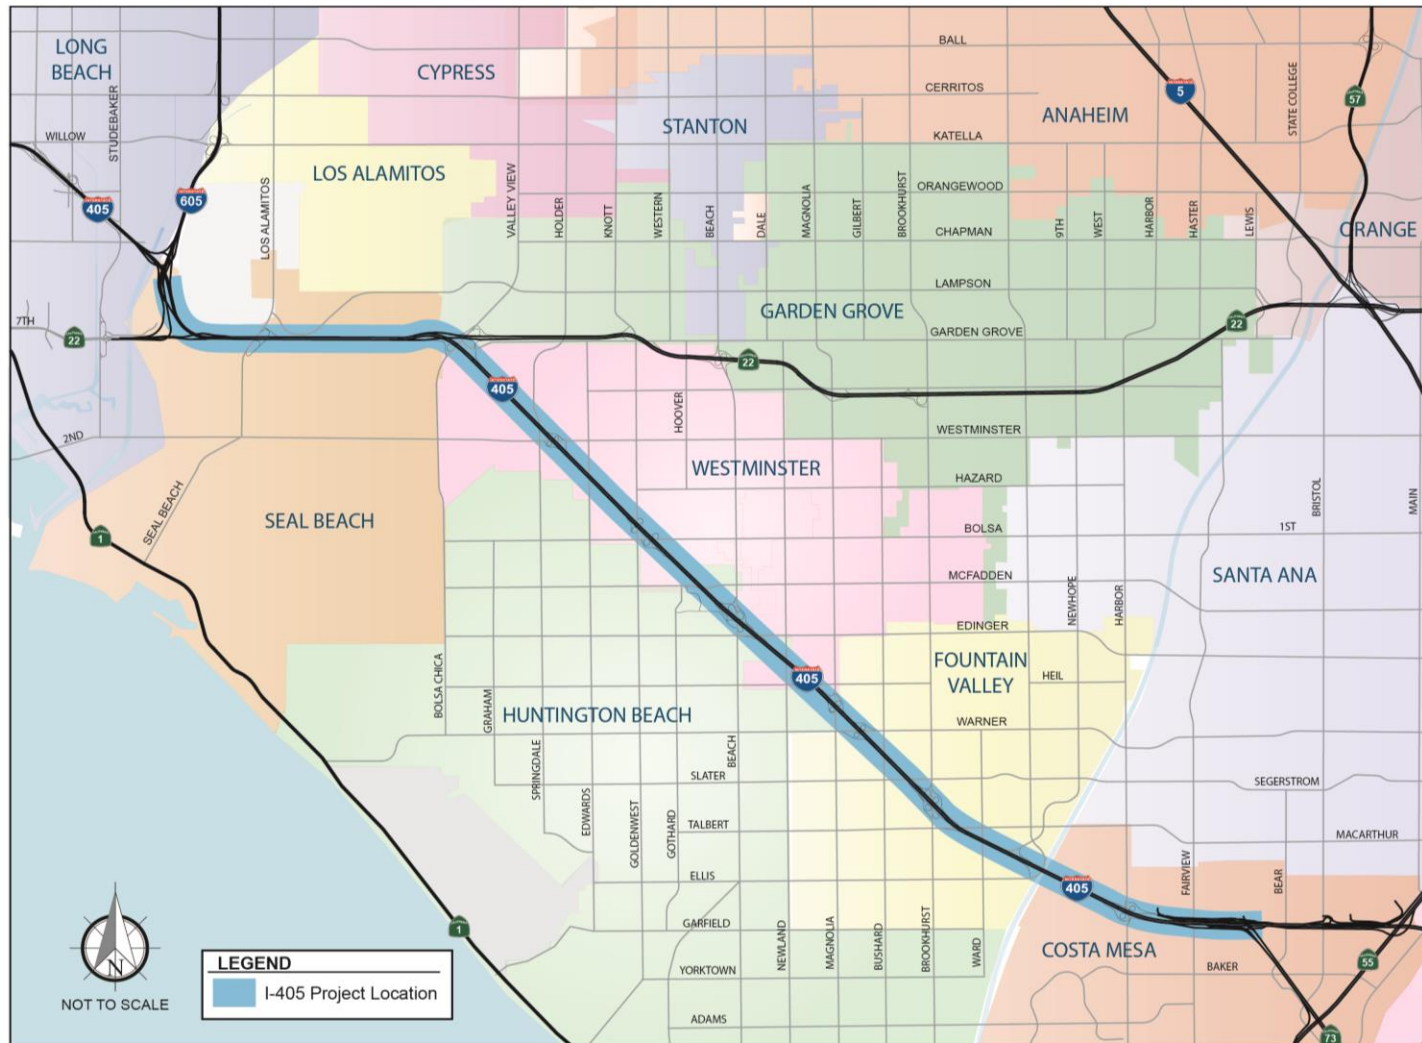 LONG
BEACH
CYPRESS
BALL
CERRITOS
ANAHEIM
5
STATE COLLEGE
57
STUDEBAKER
WILLOW
STANTON
KATELLA
LOS ALAMITOS
405
605
LOS ALAMITOS
VALLEY VIEW
HOLDER
KNOTT
WESTERN
BEACH
DALE
MAGNOLIA
GILBERT
BROOKHURST
ORANGEWOOD
CHAPMAN
9TH
WEST
HARBOR
HASTER
LEWIS
ORANGE
LAMPSON
GARDEN GROVE
GARDEN GROVE
22
7TH
22
22
405
HOOVER
2ND
WESTMINSTER
WESTMINSTER
HAZARD
SEAL BEACH
SEAL BEACH
1
BOLSA
1ST
BRISTOL
MAIN
MCFADDEN
SANTA ANA
NEWHOPE
HARBOR
EDINGER
FOUNTAIN
VALLEY
HEIL
405
BOLSA CHICA
GRAHAM
HUNTINGTON BEACH
WARNER
SPRINGDALE
EDWARDS
GOLDENWEST
GOTHARD
BEACH
SLATER
SEGERSTROM
TALBERT
MACARTHUR
ELLIS
FAIRVIEW
BEAR
405
GARFIELD
1
NEWLAND
MAGNOLIA
BUSHARD
BROOKHURST
WARD
COSTA MESA
YORKTOWN
BAKER
55
ADAMS
73
N
NOT TO SCALE
LEGEND
I-405 Project Location